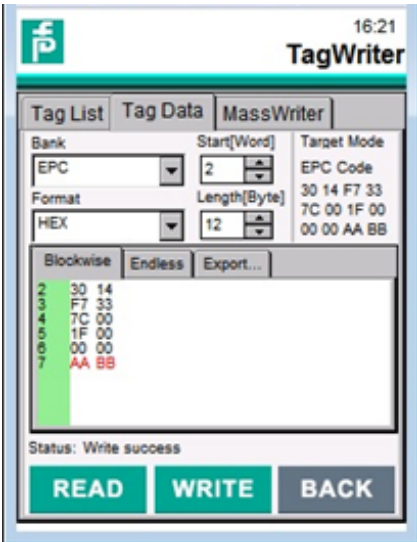 16:21
TagWriter
Tag List Tag Data MassWriter
Bank Start[Word] Target Mode
EPC 2 EPC Code
Format Length[Byte] 30 14 F7 33
HEX 12 7C 00 1F 00
00 00 AA BB
Blockwise Endless Export...
2 30 14
3 F7 33
4 7C 00
5 1F 00
6 00 00
7 AA BB
Status: Write success
READ WRITE BACK